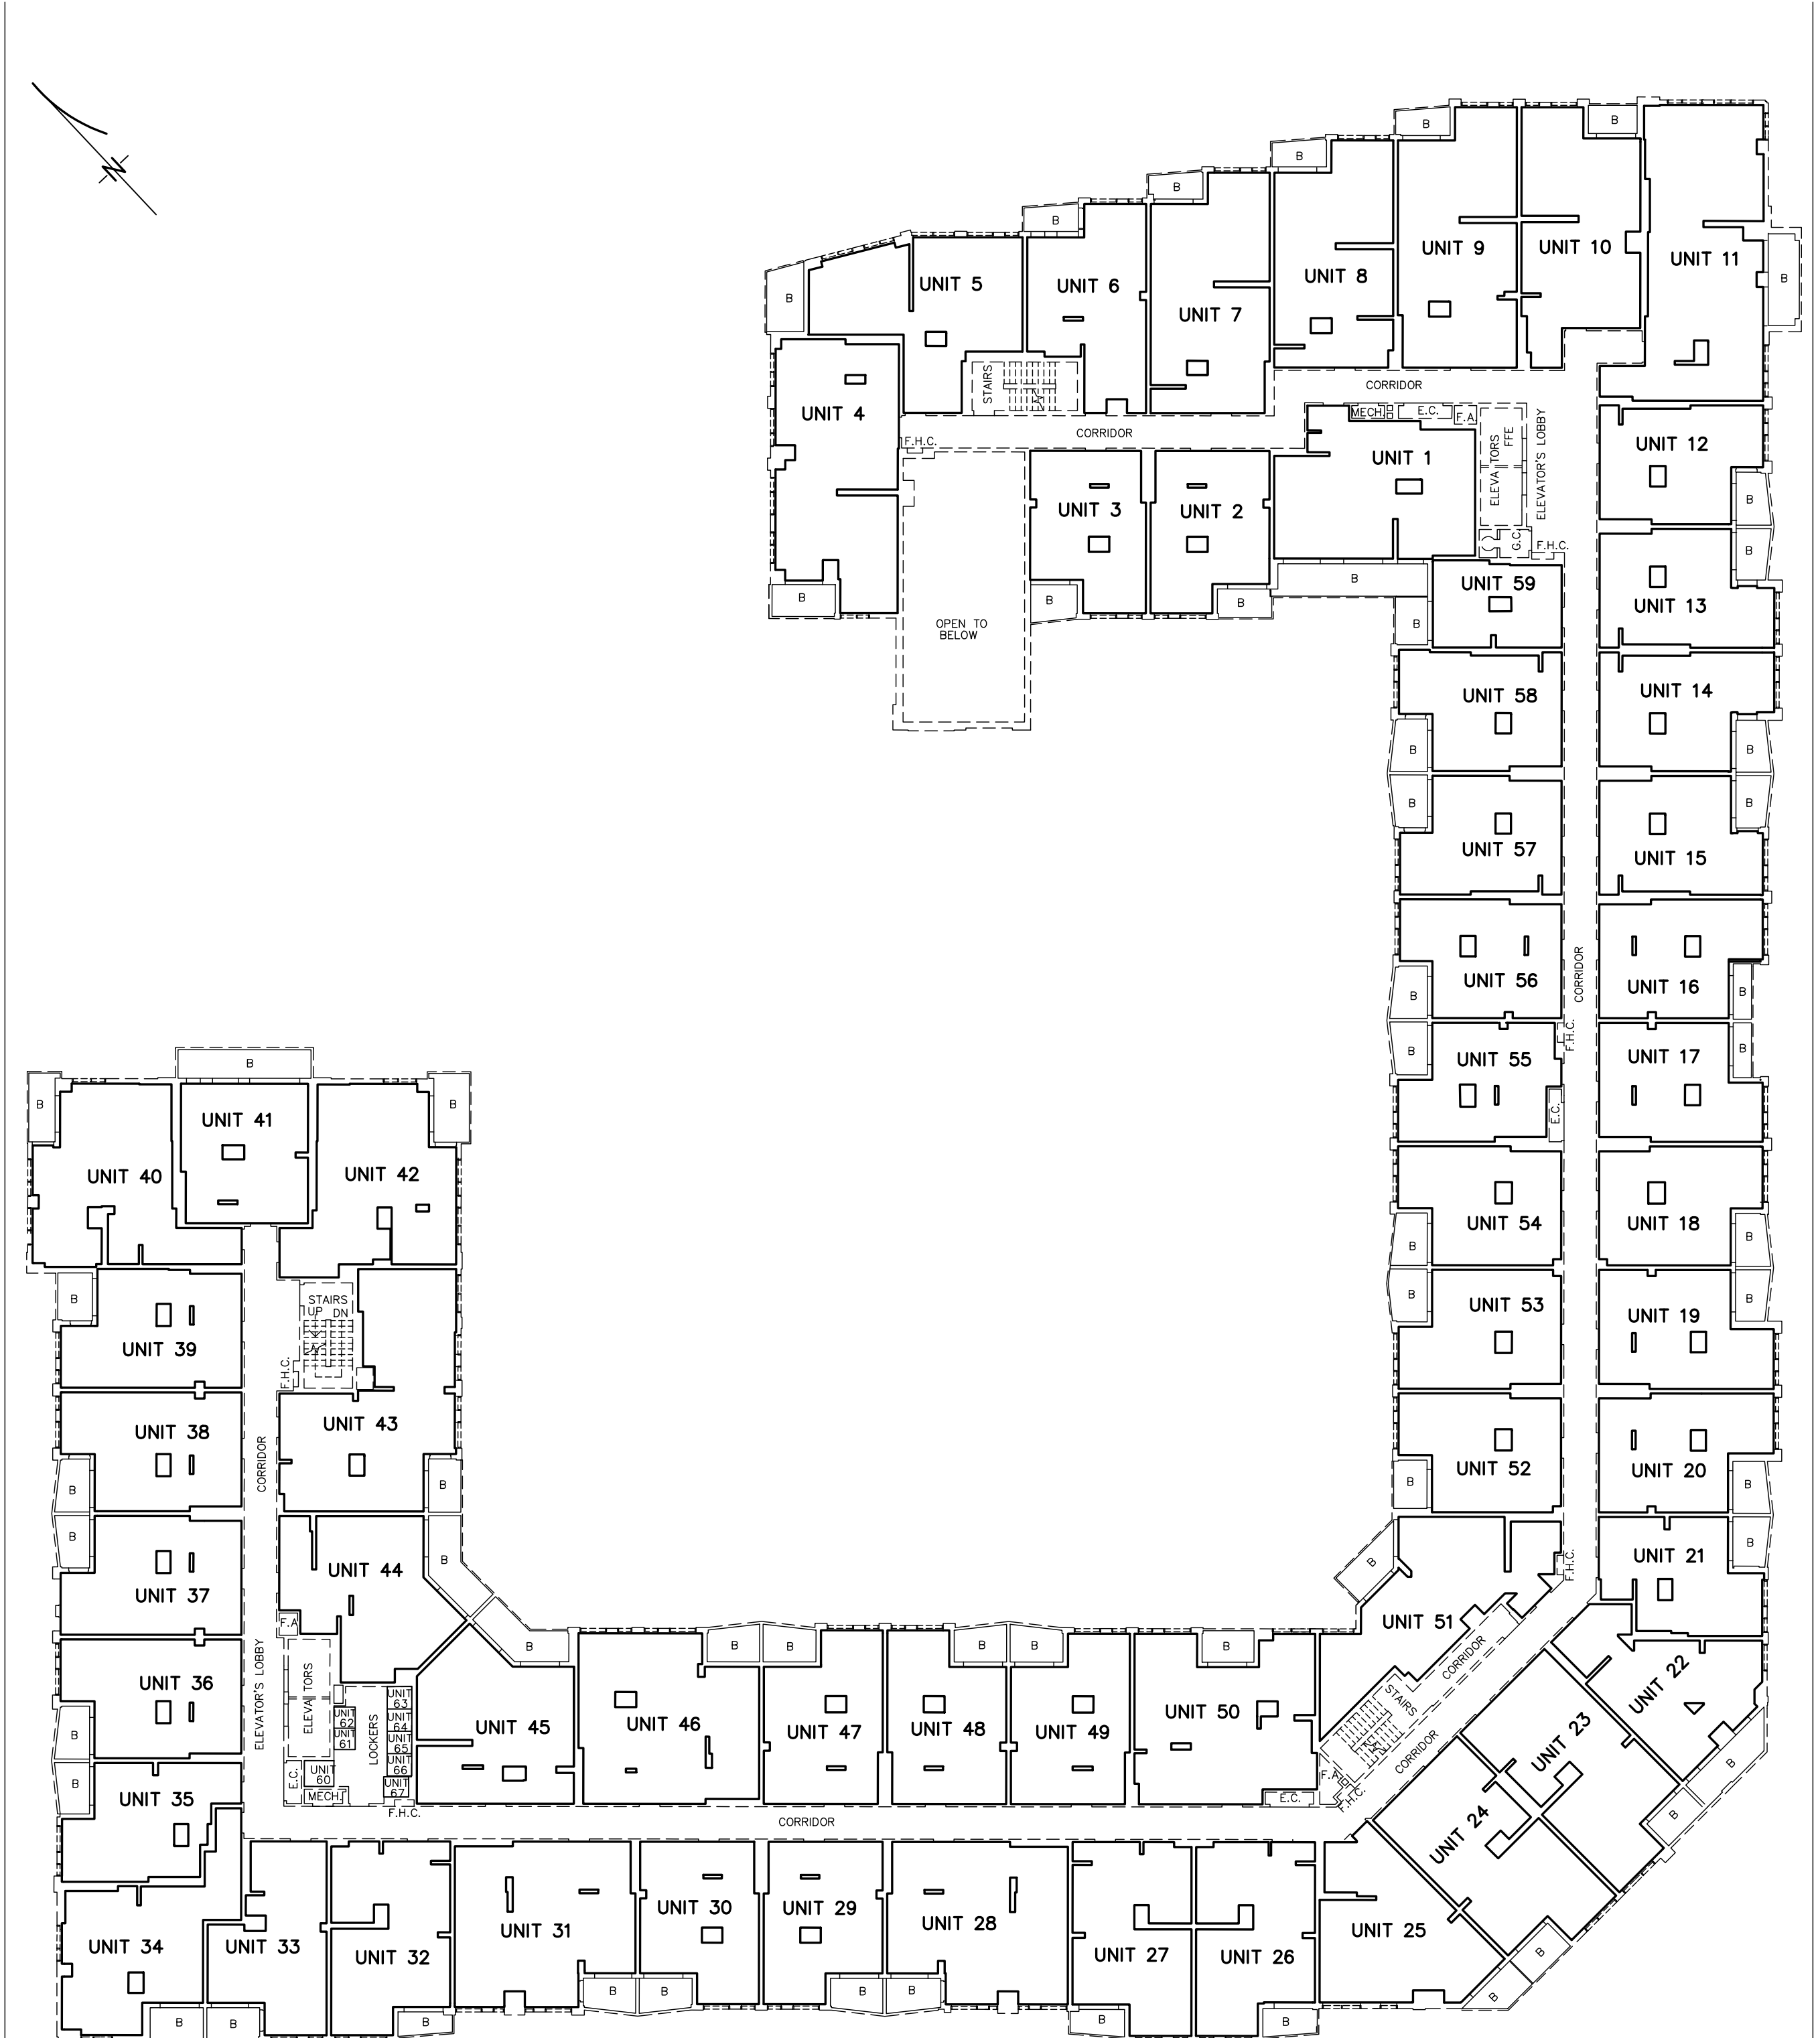 N
B
B
B
B
B
B
B
UNIT 9
UNIT 10
UNIT 11
UNIT 8
UNIT 6
UNIT 5
UNIT 7
B
B
STAIRS
CORRIDOR
UNIT 4
MECH.
E.C.
F.A.
CORRIDOR
F.H.C.
ELEVATORS
FFE
ELEVATOR'S LOBBY
UNIT 12
UNIT 1
UNIT 3
UNIT 2
B
G.C.
F.H.C.
B
B
UNIT 59
B
B
B
B
UNIT 13
OPEN TO
BELOW
B
UNIT 58
UNIT 14
B
B
B
B
UNIT 57
UNIT 15
CORRIDOR
UNIT 56
UNIT 16
B
B
F.H.C.
UNIT 55
UNIT 17
B
B
B
E.C.
B
B
B
UNIT 41
UNIT 40
UNIT 42
UNIT 54
UNIT 18
B
B
B
STAIRS
UP DN
UNIT 53
UNIT 19
B
B
UNIT 39
F.H.C.
UNIT 38
UNIT 43
CORRIDOR
UNIT 52
UNIT 20
B
B
B
B
B
B
B
F.H.C.
UNIT 21
UNIT 37
UNIT 44
B
UNIT 51
F.A
B
B
B
B
B
B
CORRIDOR
UNIT 36
ELEVATOR'S LOBBY
ELEVATORS
UNIT
63
UNIT
62
UNIT
64
UNIT
61
UNIT
65
UNIT
66
UNIT
60
UNIT
67
LOCKERS
UNIT 45
UNIT 46
UNIT 47
UNIT 48
UNIT 49
UNIT 50
STAIRS
UNIT 22
UNIT 23
B
B
B
E.C.
MECH.
F.H.C.
CORRIDOR
F.A
F.H.C.
E.C.
CORRIDOR
UNIT 35
B
UNIT 24
UNIT 34
UNIT 33
UNIT 32
UNIT 31
UNIT 30
UNIT 29
UNIT 28
UNIT 27
UNIT 26
UNIT 25
B
B
B
B
B
B
B
B
B
B
B
B